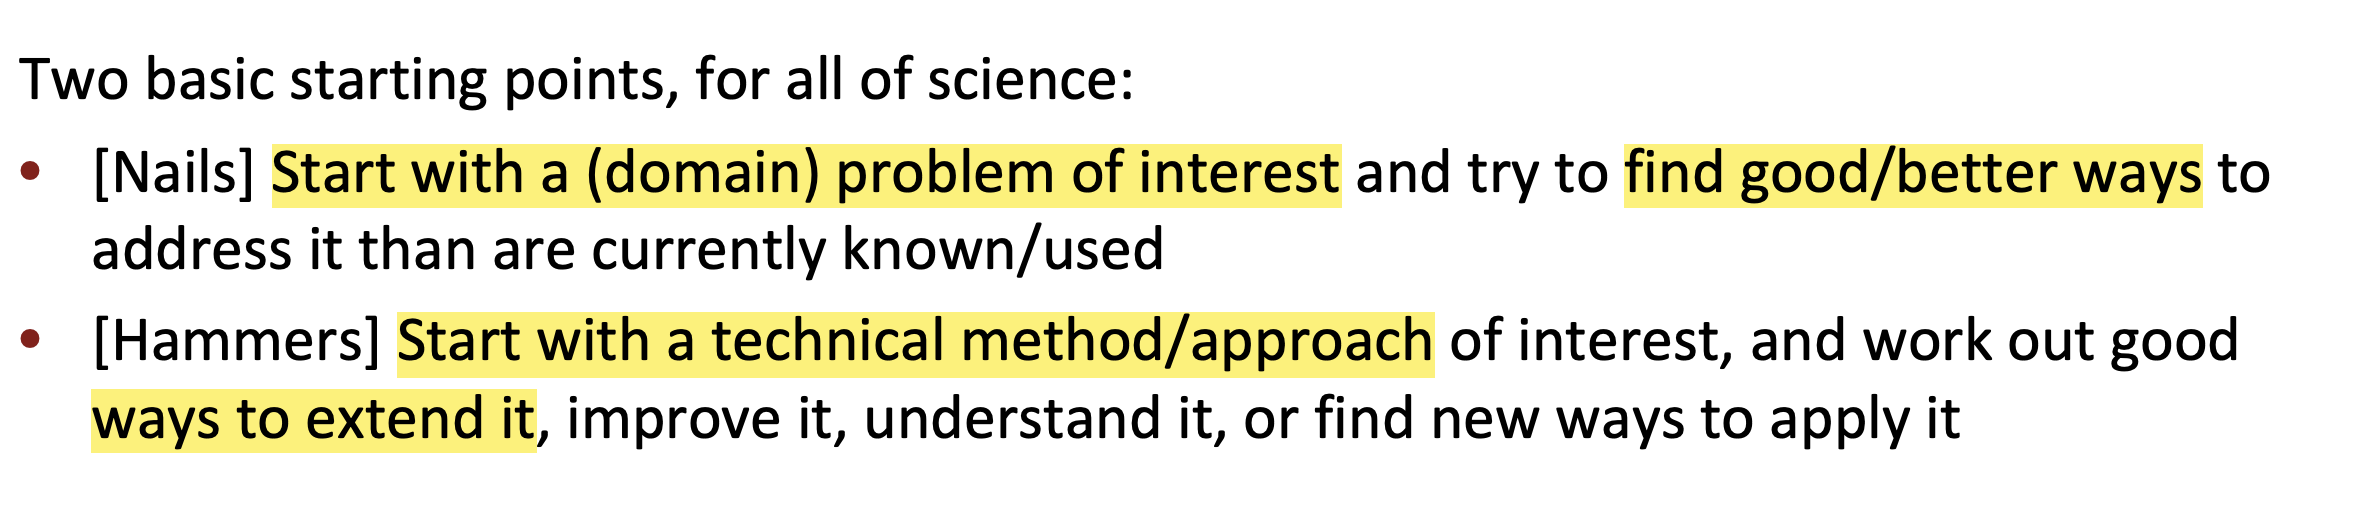 Two basic starting points, for all of science:
• [Nails] Start with a (domain) problem of interest and try to find good/better ways to
address it than are currently known/used
• [Hammers] Start with a technical method/approach of interest, and work out good
ways to extend it, improve it, understand it, or find new ways to apply it